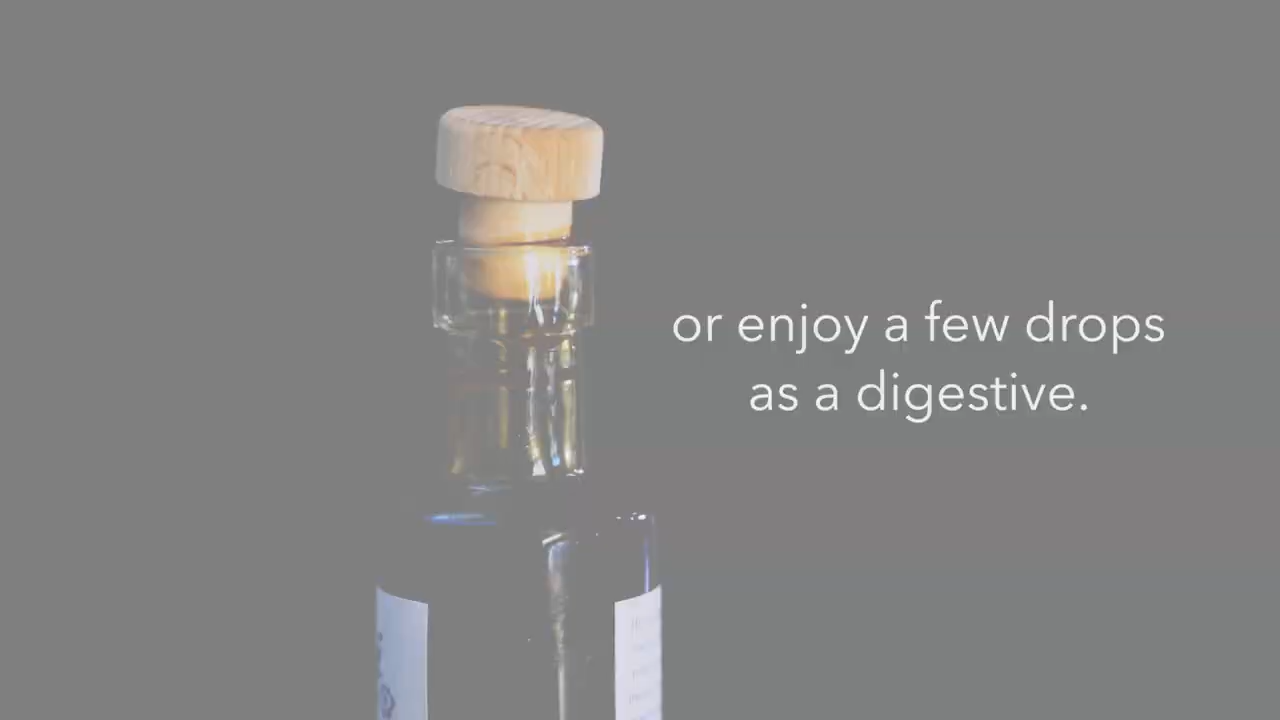 or enjoy a few drops
as a digestive.